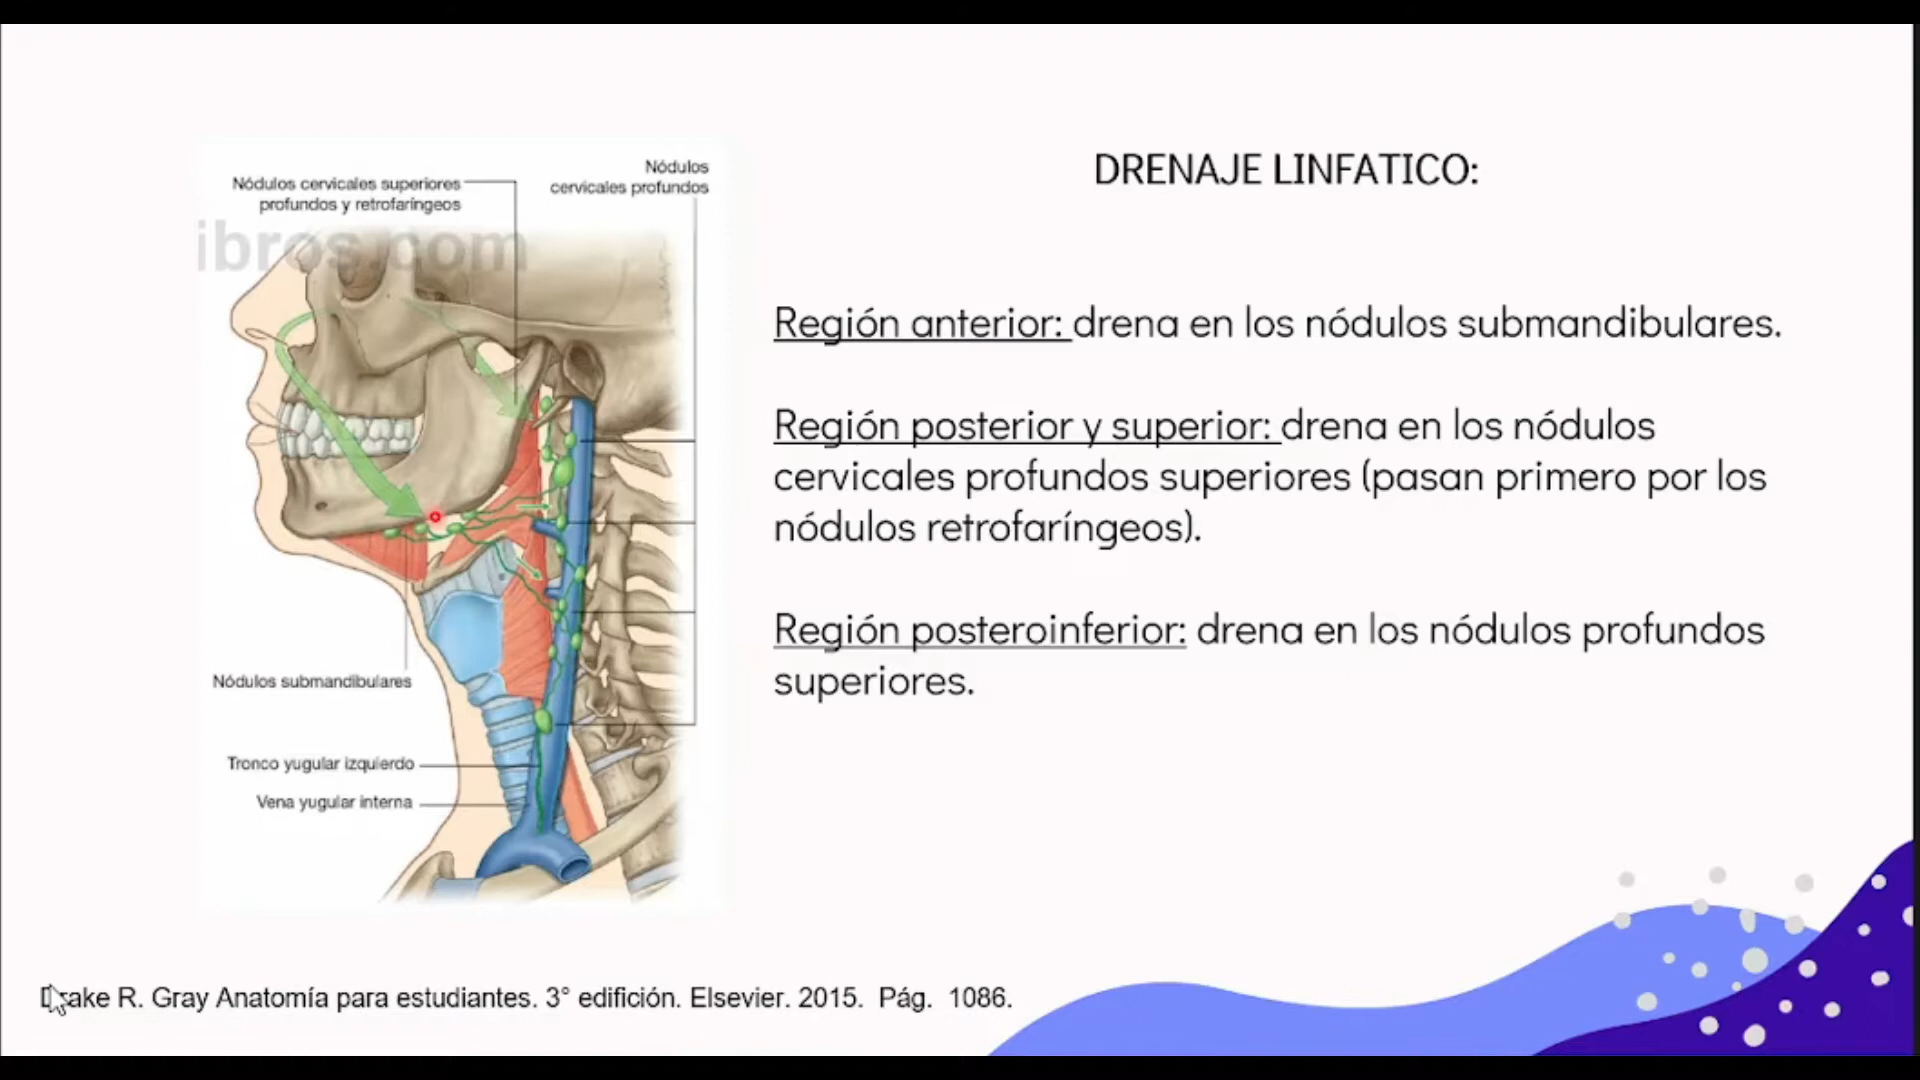 DRENAJE LINFATICO:
Nódulos cervicales superiores
profundos y retrofaríngeos
Nódulos
cervicales profundos
ibros.com
Nódulos submandibulares
Tronco yugular izquierdo
Vena yugular interna
Región anterior: drena en los nódulos submandibulares.
Región posterior y superior: drena en los nódulos
cervicales profundos superiores (pasan primero por los
nódulos retrofaríngeos).
Región posteroinferior: drena en los nódulos profundos
superiores.
Drake R. Gray Anatomía para estudiantes. 3° edifición. Elsevier. 2015. Pág. 1086.